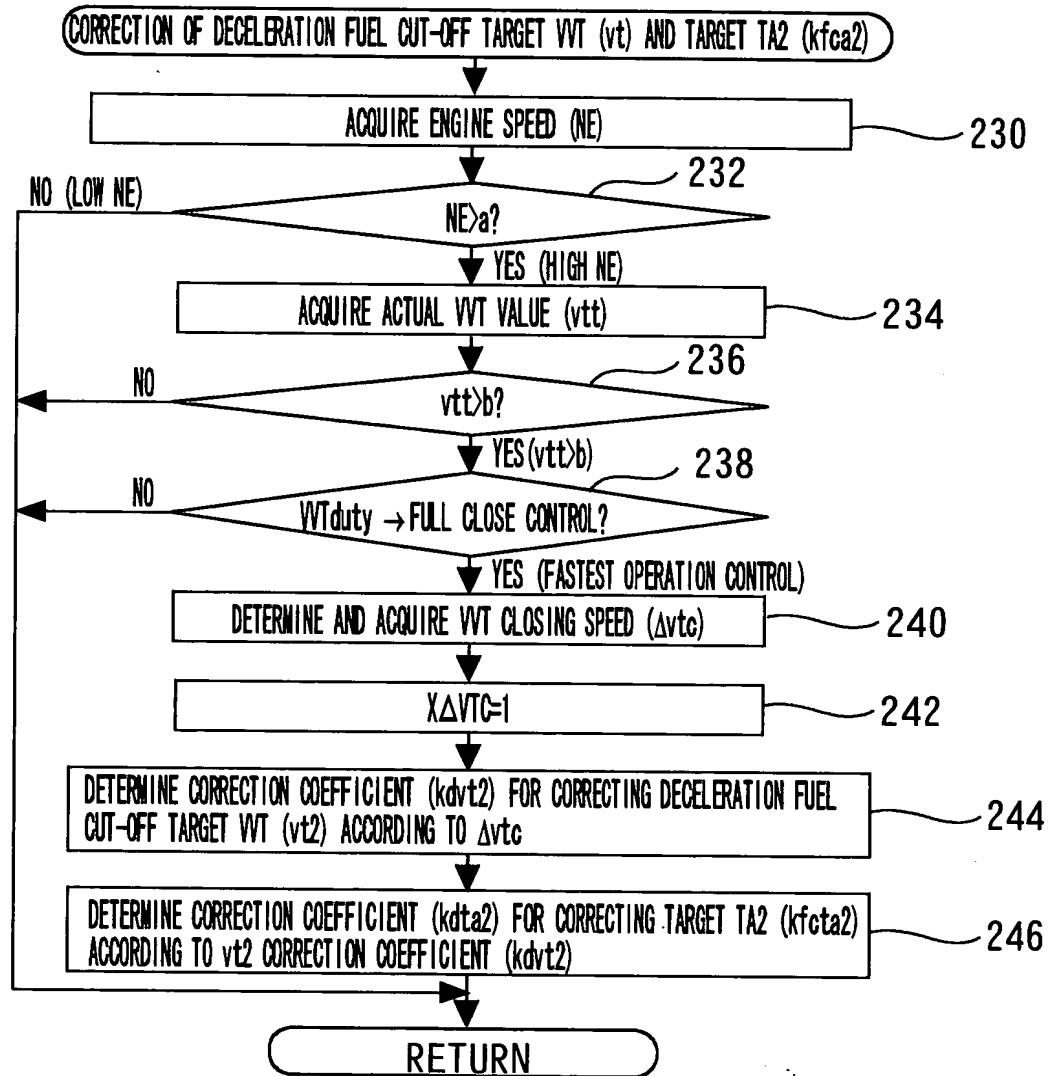 CORRECTION OF DECELERATION FUEL CUT-OFF TARGET VVT (vt) AND TARGET TA2 (kfca2)
ACQUIRE ENGINE SPEED (NE)
230
232
NO (LOW NE)
NE>a?
YES (HIGH NE)
ACQUIRE ACTUAL VVT VALUE (vtt)
234
236
NO
vtt>b?
YES(vtt>b)
238
NO
VVTduty → FULL CLOSE CONTROL?
YES (FASTEST OPERATION CONTROL)
DETERMINE AND ACQUIRE VVT CLOSING SPEED (Δvtc)
240
XΔVTC=1
242
DETERMINE CORRECTION COEFFICIENT (kdvt2) FOR CORRECTING DECELERATION FUEL
CUT-OFF TARGET VVT (vt2) ACCORDING TO Δvtc
244
DETERMINE CORRECTION COEFFICIENT (kdta2) FOR CORRECTING TARGET TA2 (kfcta2)
ACCORDING TO vt2 CORRECTION COEFFICIENT (kdvt2)
246
RETURN